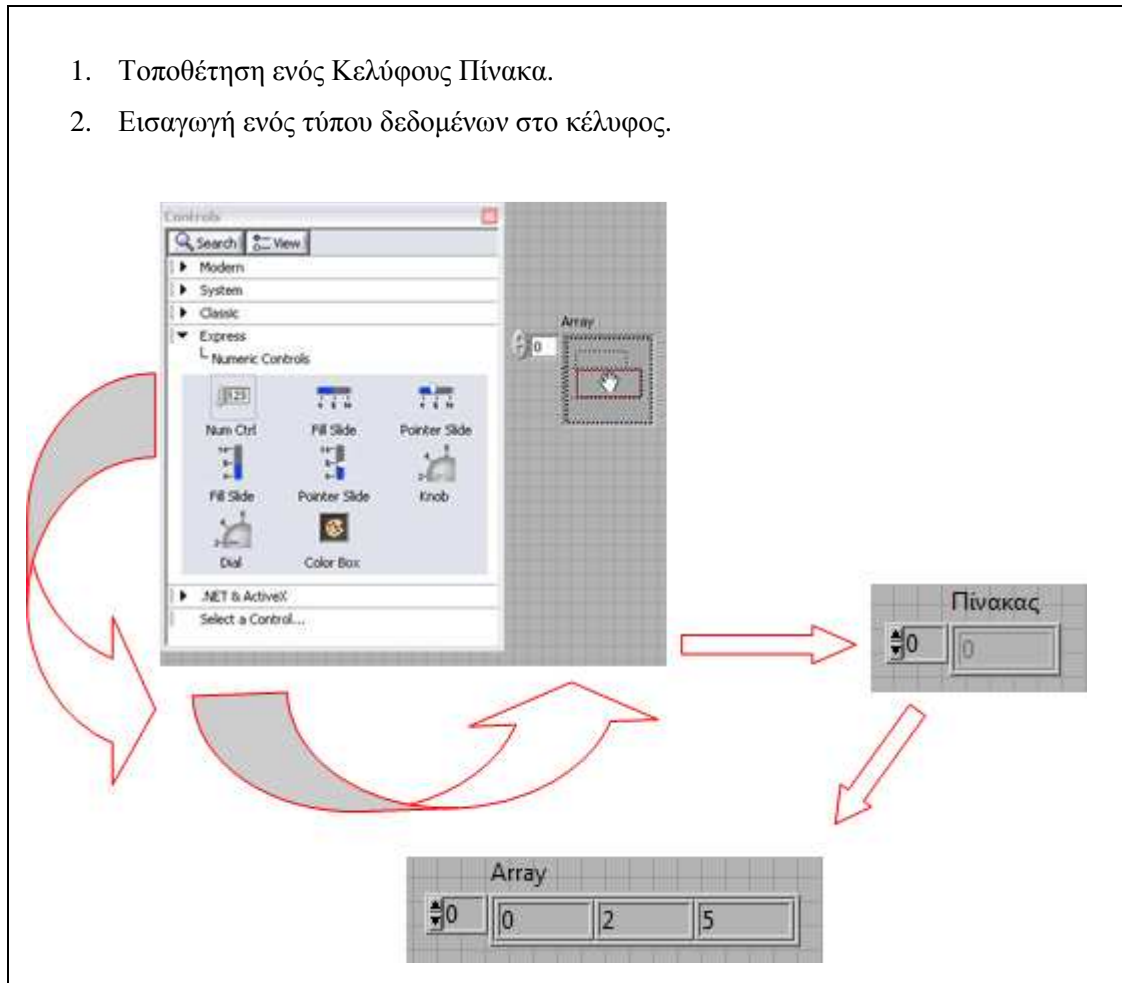 1. Τοποθέτηση ενός Κελύφους Πίνακα.
2. Εισαγωγή ενός τύπου δεδομένων στο κέλυφος.
Controls
Search View
Modern
System
Classic
Express
Numeric Controls
Num Ctrl Fill Slide Pointer Slide
Fill Slide Pointer Slide Knob
Dial Color Box
.NET & ActiveX
Select a Control...
Array
0
Πίνακας
0 0
Array
0 0 2 5